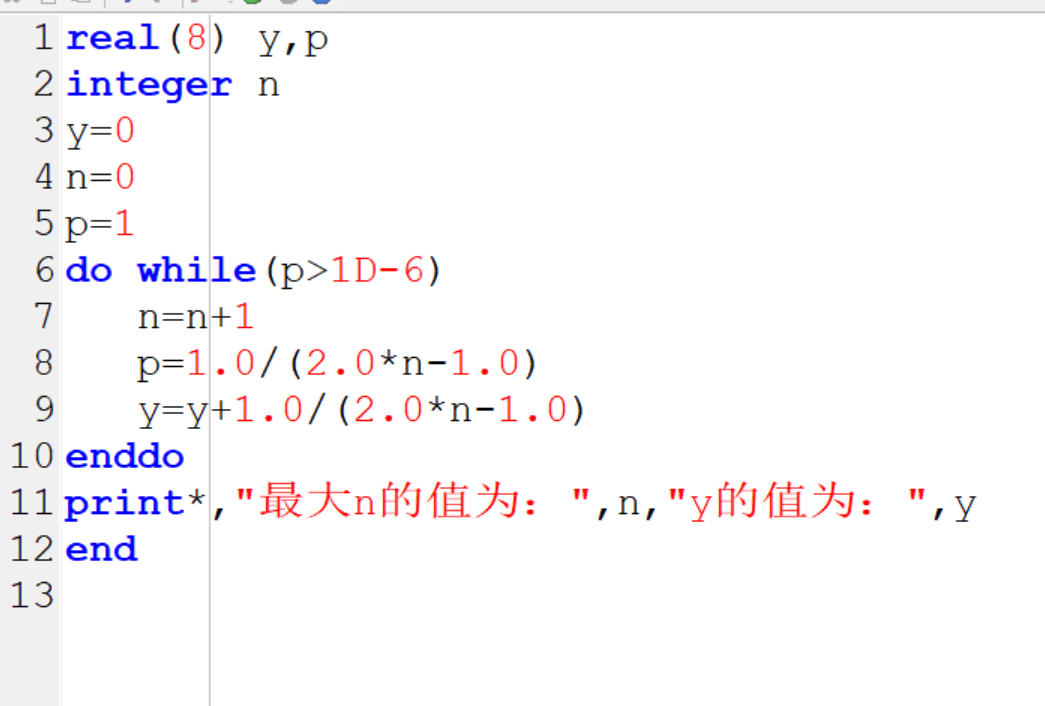 1 real(8) y,p
2 integer n
3 y=0
4 n=0
5 p=1
6 do while(p>1D-6)
7 n=n+1
8 p=1.0/(2.0*n-1.0)
9 y=y+1.0/(2.0*n-1.0)
10 enddo
11 print*,"最大n的值为：",n,"y的值为：",y
12 end
13